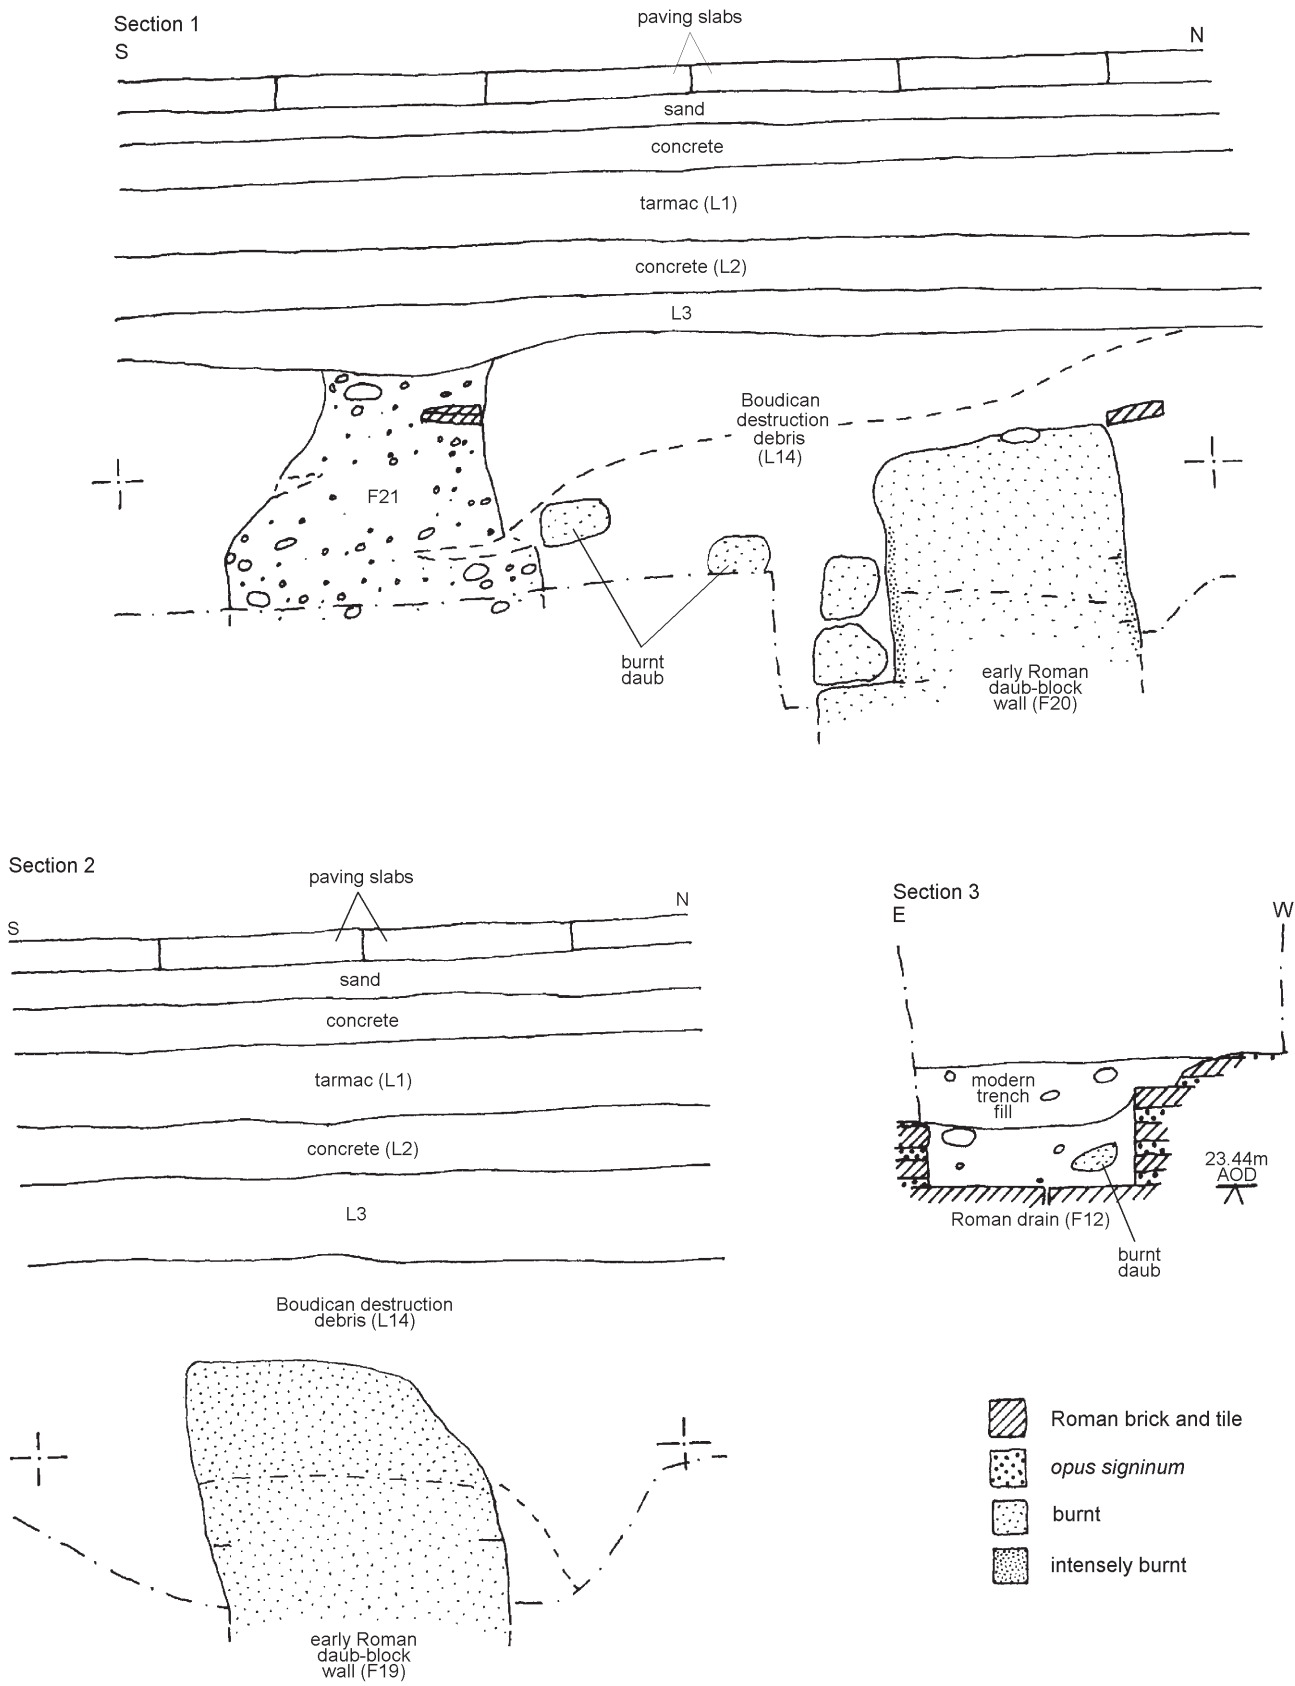 Section 1
paving slabs
S
N
sand
concrete
tarmac (L1)
concrete (L2)
L3
Boudican
destruction
debris
(L14)
F21
burnt
daub
early Roman
daub-block
wall (F20)
Section 2
paving slabs
S
N
sand
concrete
tarmac (L1)
concrete (L2)
L3
Boudican destruction
debris (L14)
early Roman
daub-block
wall (F19)
Section 3
E
W
modern
trench
fill
23.44m
AOD
Roman drain (F12)
burnt
daub
Roman brick and tile
opus signinum
burnt
intensely burnt